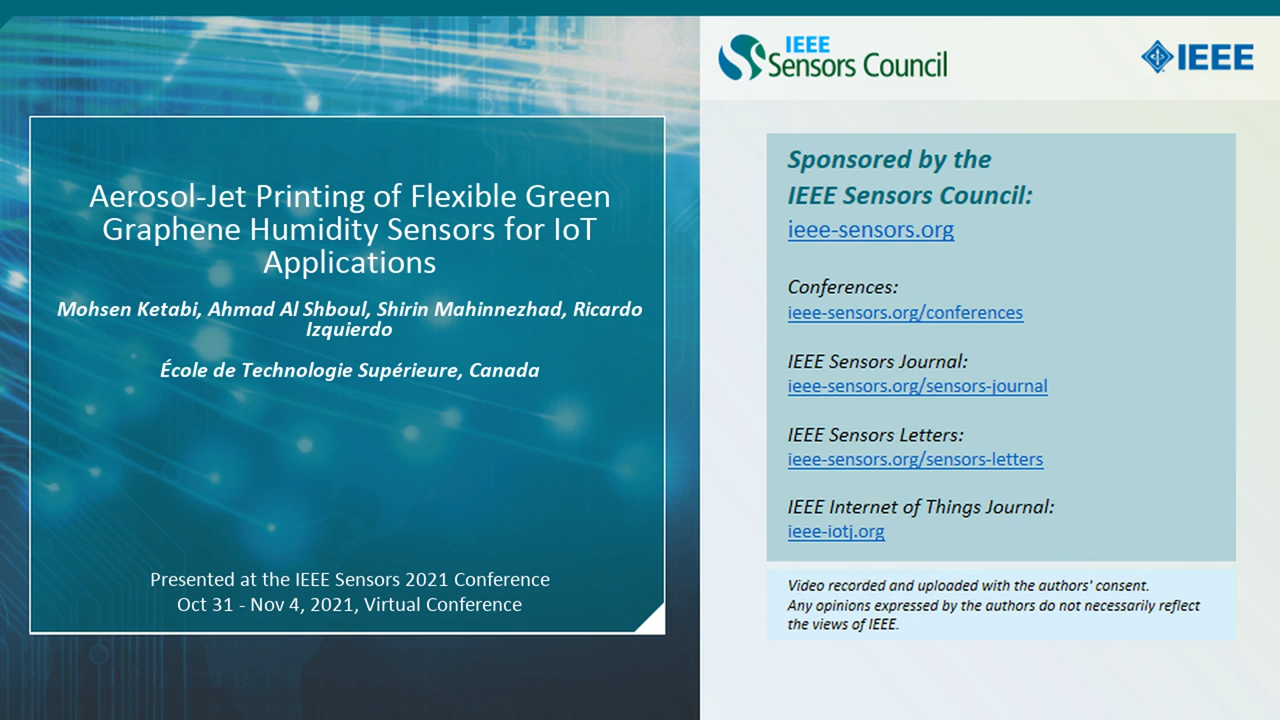 Aerosol-Jet Printing of Flexible Green
Graphene Humidity Sensors for IoT
Applications
Mohsen Ketabi, Ahmad Al Shboul, Shirin Mahinnezhad, Ricardo
Izquierdo
École de Technologie Supérieure, Canada
Presented at the IEEE Sensors 2021 Conference
Oct 31 - Nov 4, 2021, Virtual Conference
IEEE
Sensors Council
IEEE
Sponsored by the
IEEE Sensors Council:
ieee-sensors.org
Conferences:
ieee-sensors.org/conferences
IEEE Sensors Journal:
ieee-sensors.org/sensors-journal
IEEE Sensors Letters:
ieee-sensors.org/sensors-letters
IEEE Internet of Things Journal:
ieee-iotj.org
Video recorded and uploaded with the authors' consent.
Any opinions expressed by the authors do not necessarily reflect
the views of IEEE.